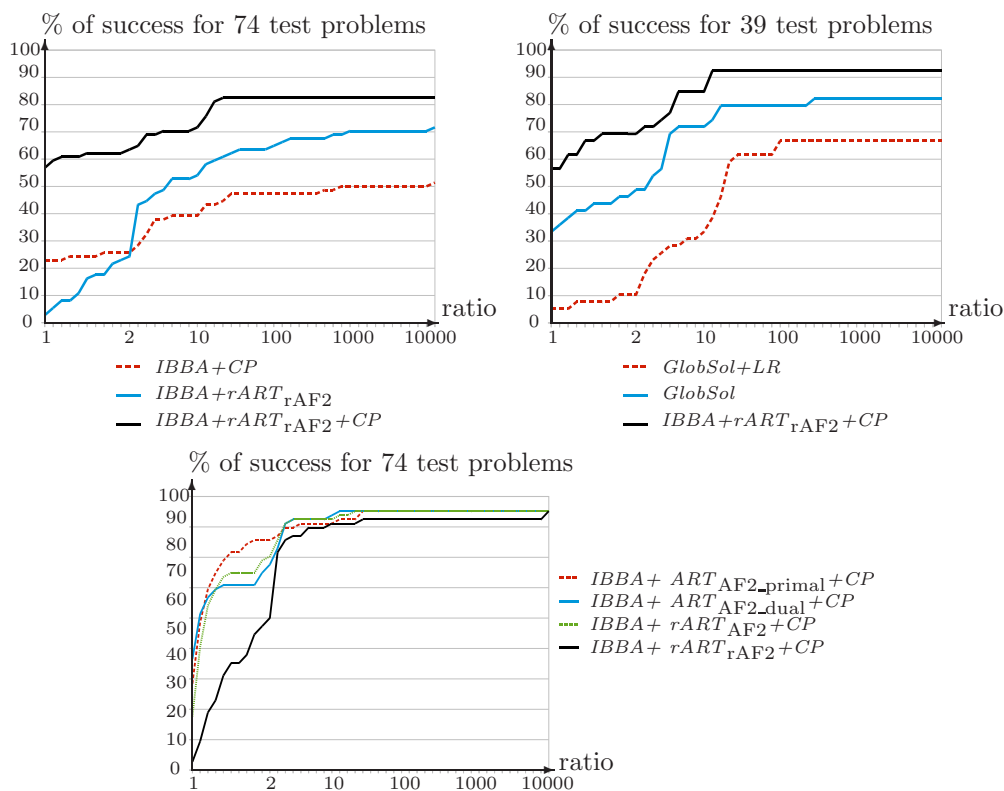 % of success for 74 test problems
100
90
80
70
60
50
40
30
20
10
0
1 2 10 100 1000 10000
ratio
IBBA+CP
IBBA+rART_rAF2
IBBA+rART_rAF2+CP
% of success for 39 test problems
100
90
80
70
60
50
40
30
20
10
0
1 2 10 100 1000 10000
ratio
GlobSol+LR
GlobSol
IBBA+rART_rAF2+CP
% of success for 74 test problems
100
90
80
70
60
50
40
30
20
10
0
1 2 10 100 1000 10000
ratio
IBBA+ ART_AF2_primal+CP
IBBA+ ART_AF2_dual+CP
IBBA+ rART_AF2+CP
IBBA+ rART_rAF2+CP